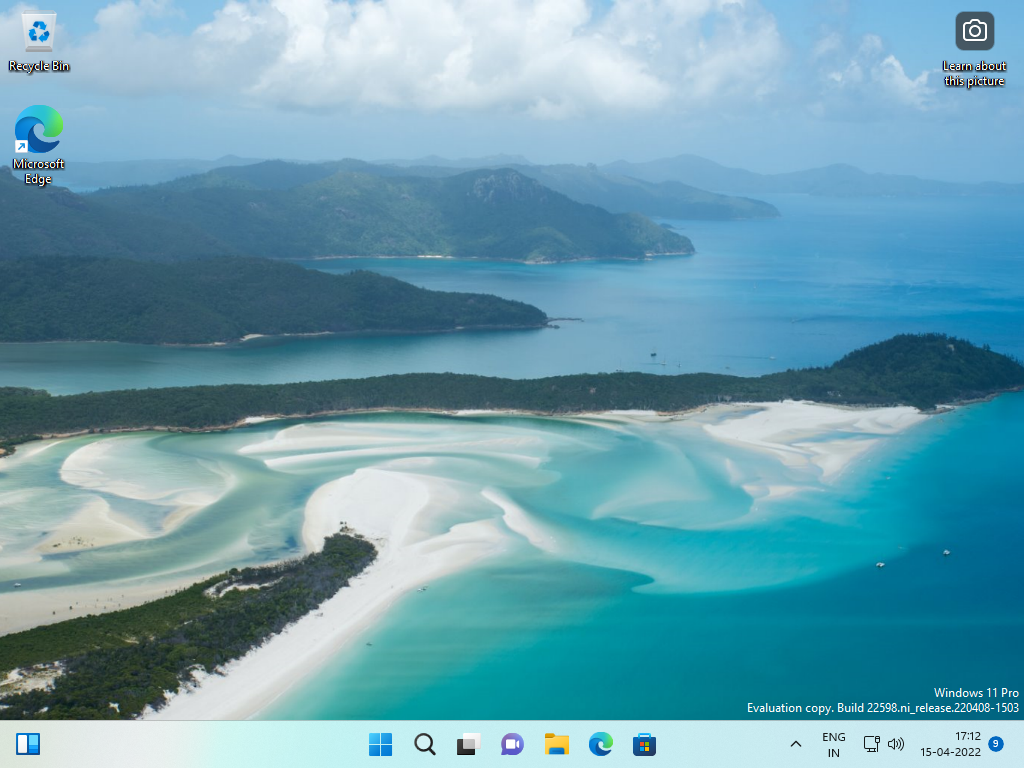 Recycle Bin
Learn about
this picture
Microsoft
Edge
Windows 11 Pro
Evaluation copy. Build 22598.ni_release.220408-1503
ENG
IN
17:12
15-04-2022
9